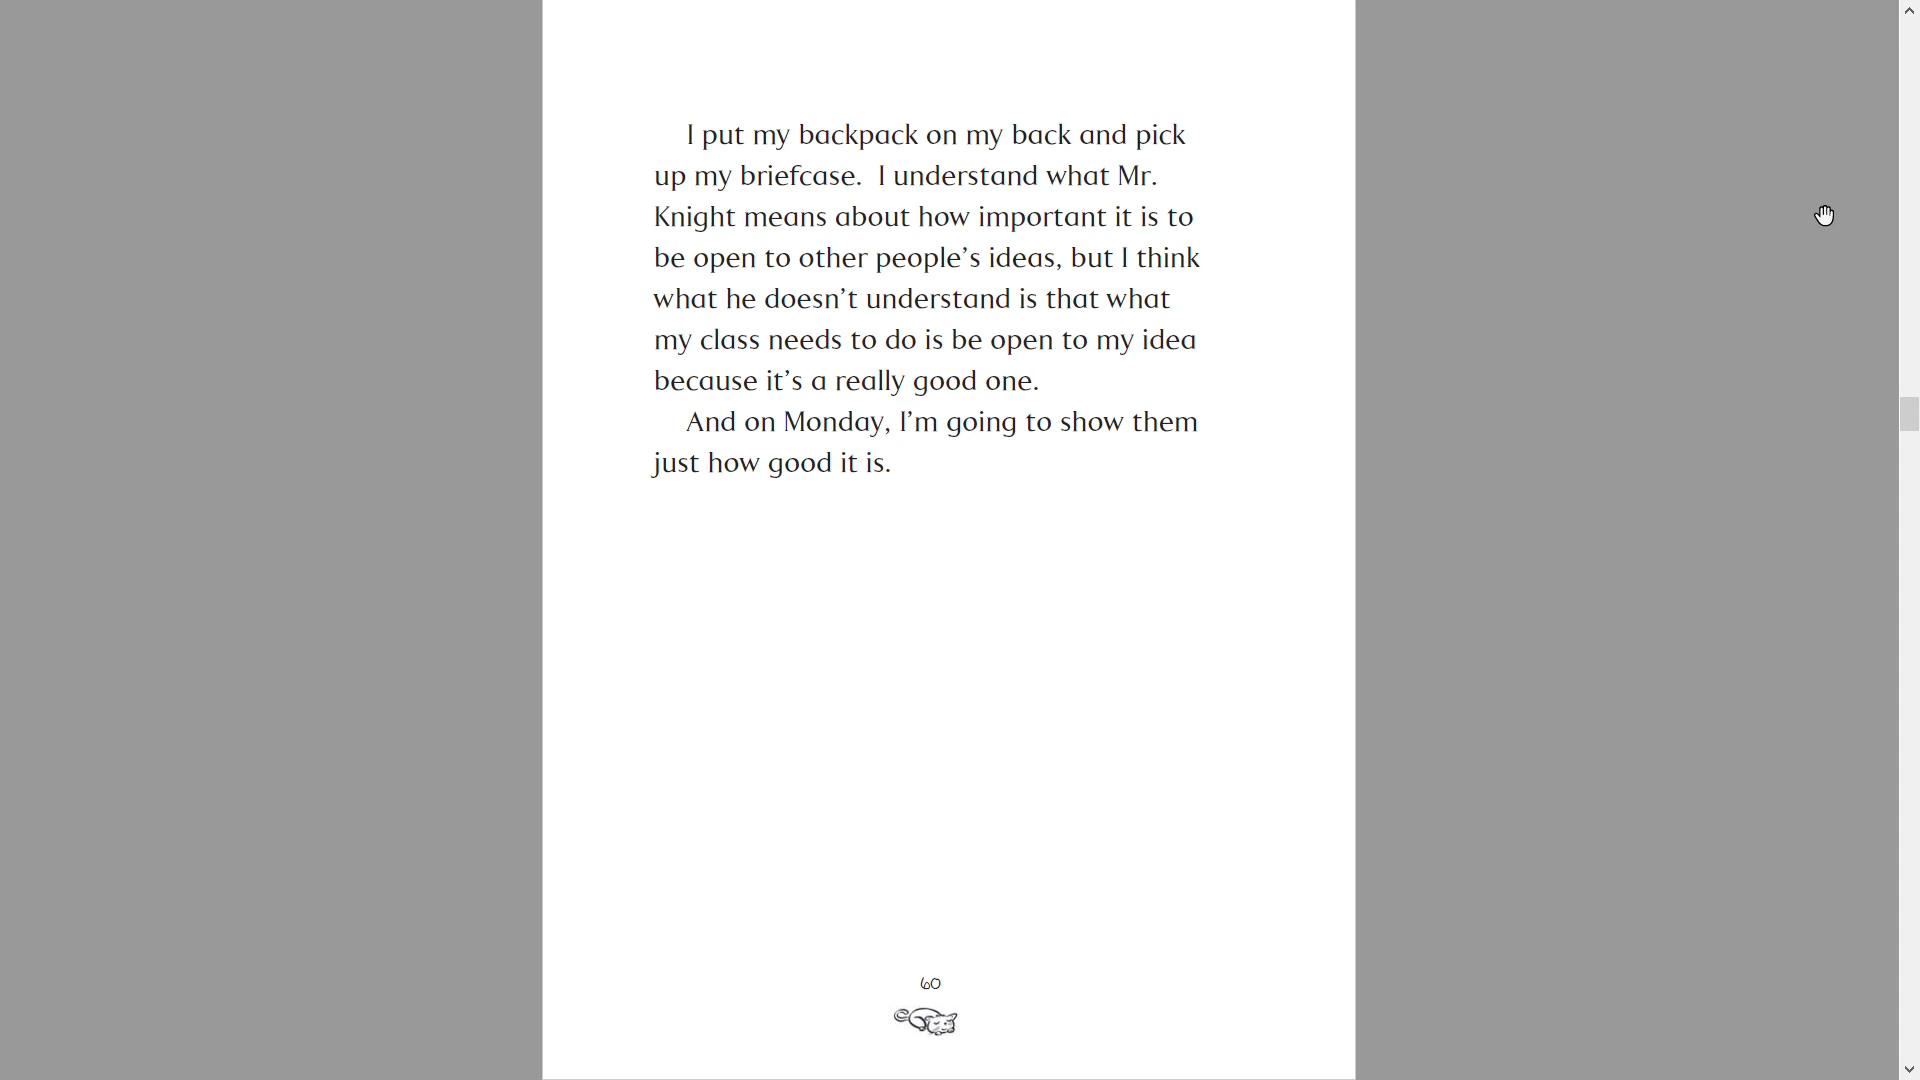 I put my backpack on my back and pick
up my briefcase.  I understand what Mr.
Knight means about how important it is to
be open to other people’s ideas, but I think
what he doesn’t understand is that what
my class needs to do is be open to my idea
because it’s a really good one.
And on Monday, I’m going to show them
just how good it is.
60